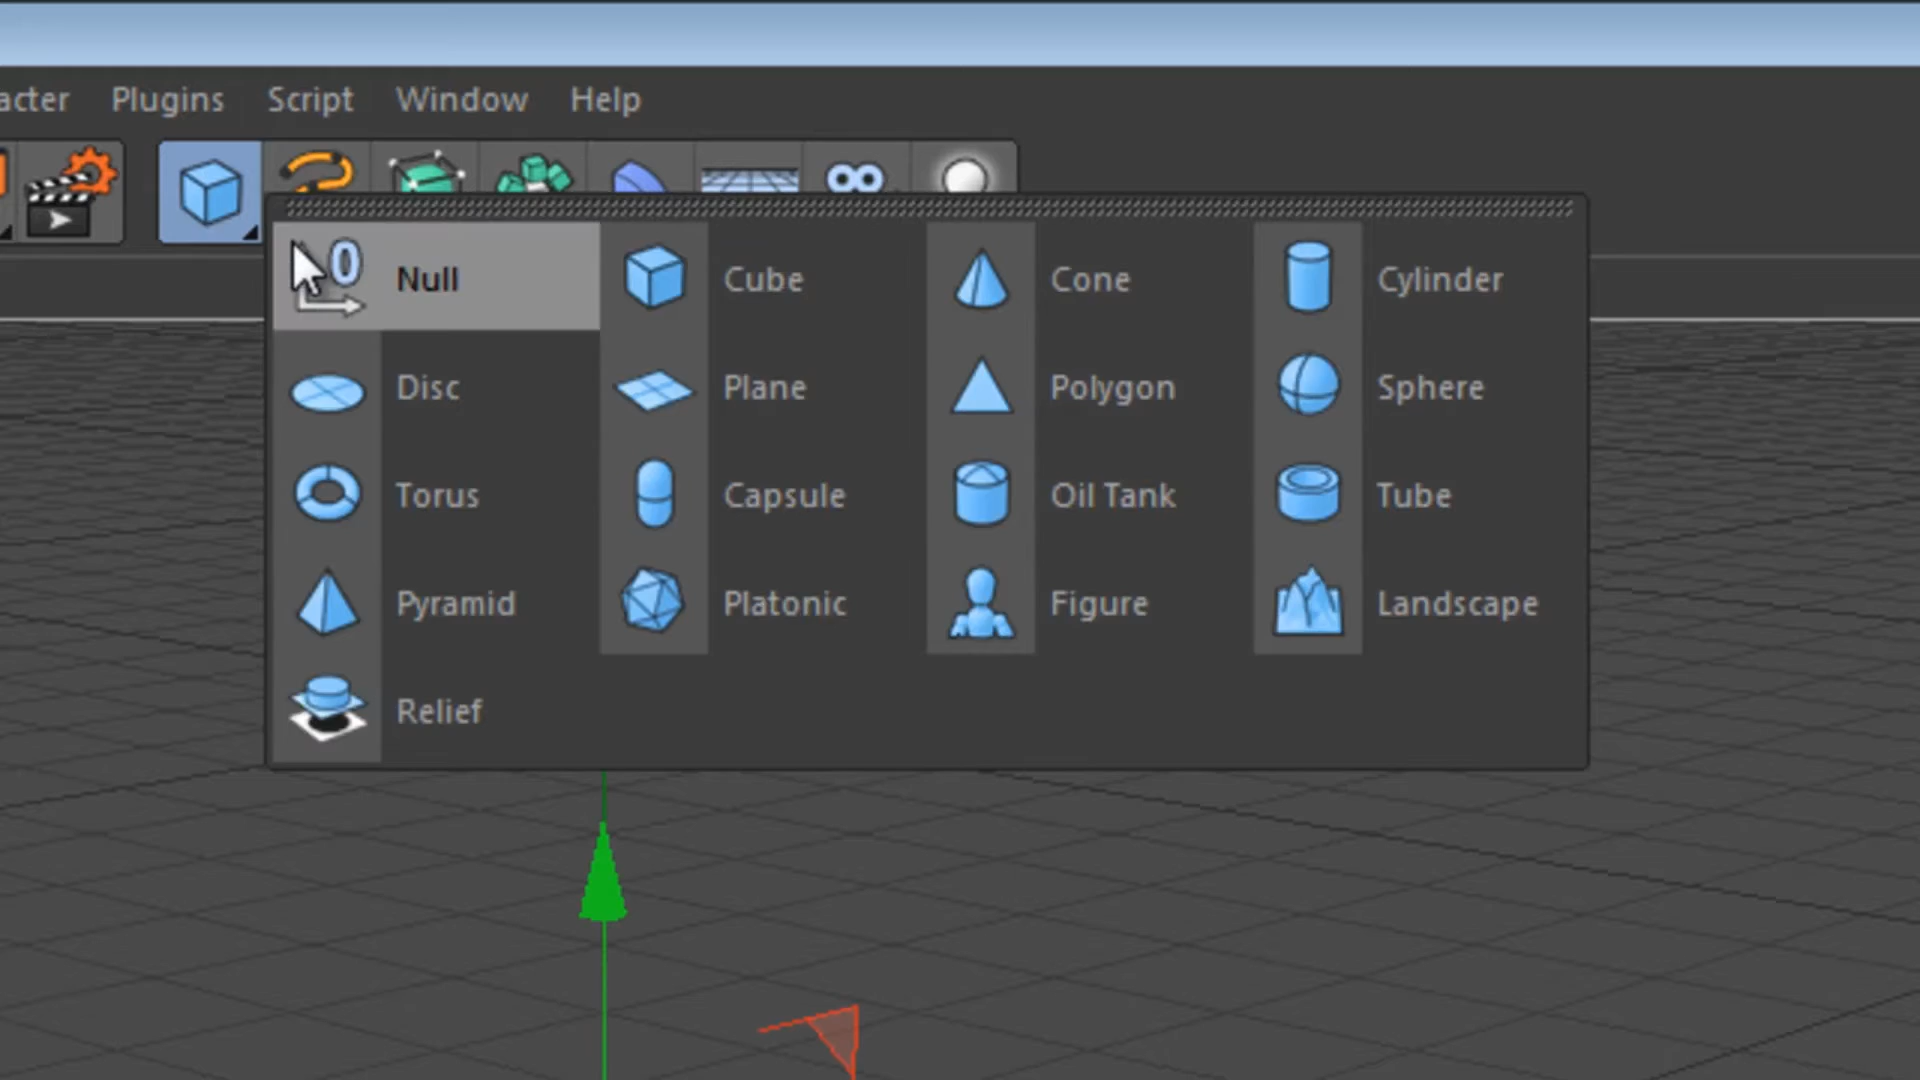 acter Plugins Script Window Help
0 Null Cube Cone Cylinder
Disc Plane Polygon Sphere
Torus Capsule Oil Tank Tube
Pyramid Platonic Figure Landscape
Relief